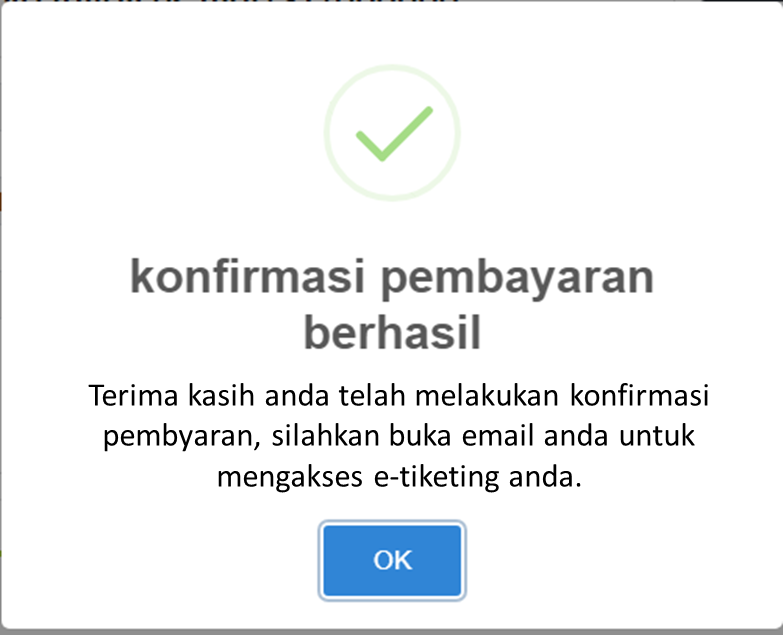 konfirmasi pembayaran
berhasil
Terima kasih anda telah melakukan konfirmasi
pembyaran, silahkan buka email anda untuk
mengakses e-tiketing anda.
OK